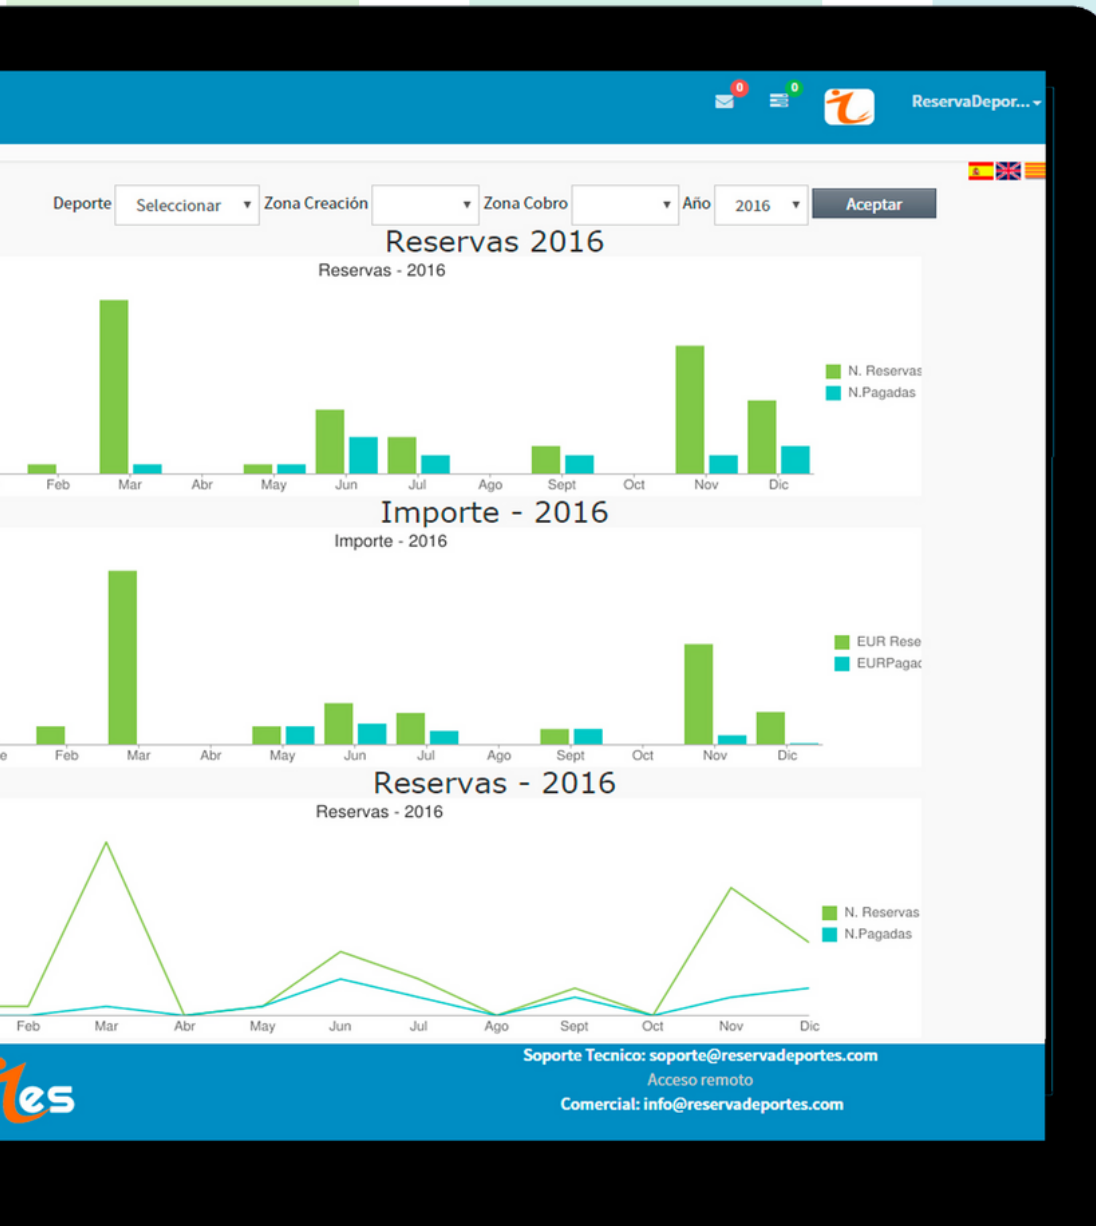 0
0
ReservaDepor...
Deporte Seleccionar Zona Creación Zona Cobro Año 2016 Aceptar
Reservas 2016
Reservas - 2016
N. Reservas
N.Pagadas
Feb Mar Abr May Jun Jul Ago Sept Oct Nov Dic
Importe - 2016
Importe - 2016
EUR Rese
EURPagac
e Feb Mar Abr May Jun Jul Ago Sept Oct Nov Dic
Reservas - 2016
Reservas - 2016
N. Reservas
N.Pagadas
Feb Mar Abr May Jun Jul Ago Sept Oct Nov Dic
Soporte Tecnico: soporte@reservadeportes.com
Acceso remoto
es
Comercial: info@reservadeportes.com